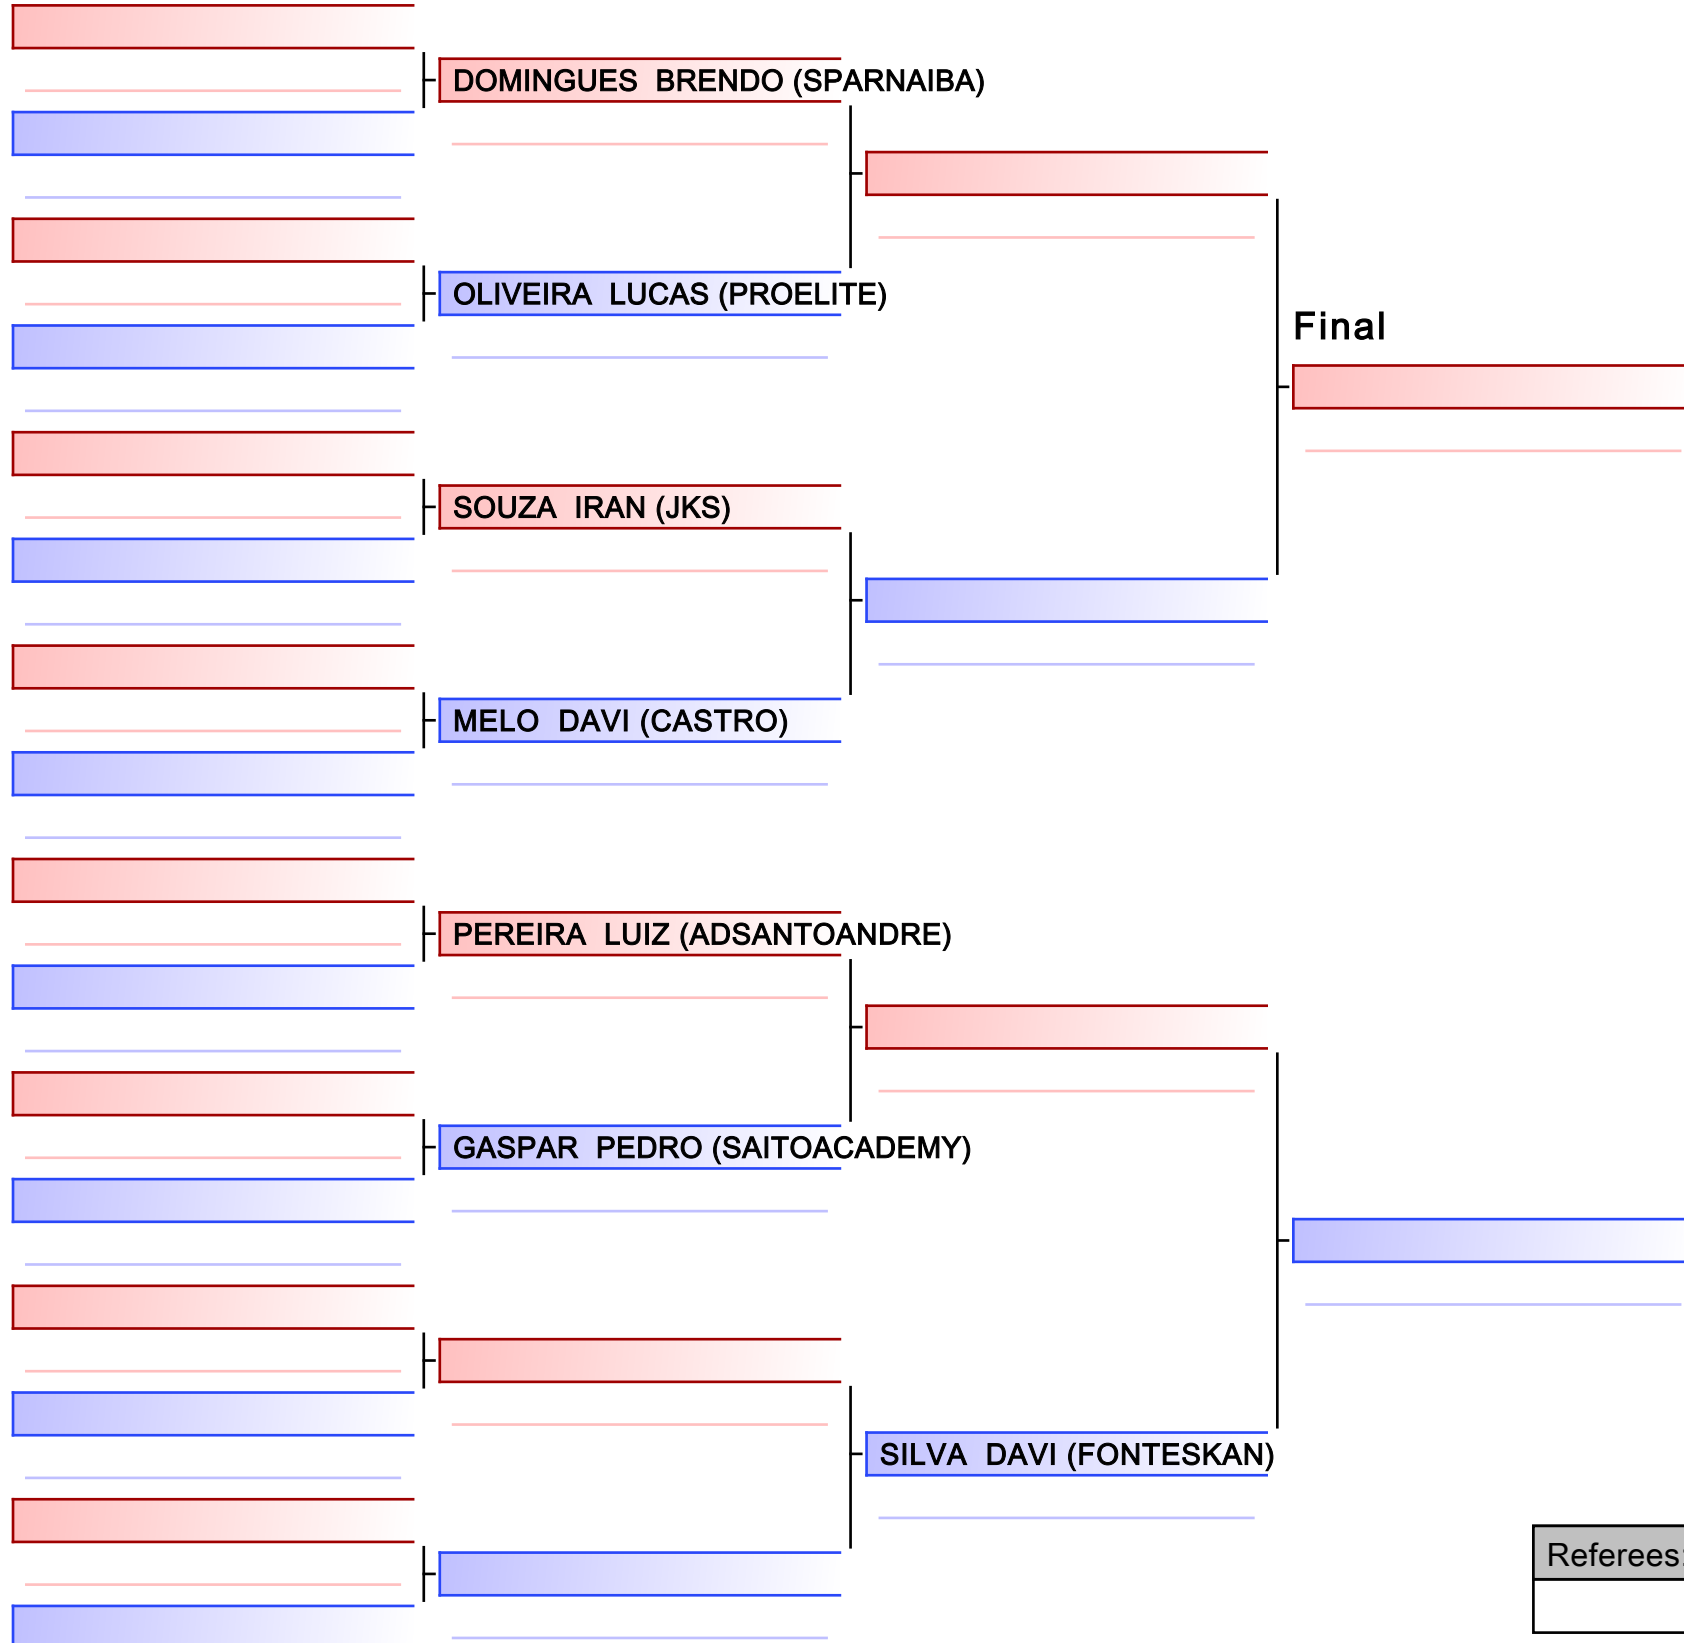 DOMINGUES  BRENDO (SPARNAIBA)
OLIVEIRA  LUCAS (PROELITE)
Final
SOUZA  IRAN (JKS)
MELO  DAVI (CASTRO)
PEREIRA  LUIZ (ADSANTOANDRE)
GASPAR  PEDRO (SAITOACADEMY)
SILVA  DAVI (FONTESKAN)
Referees: